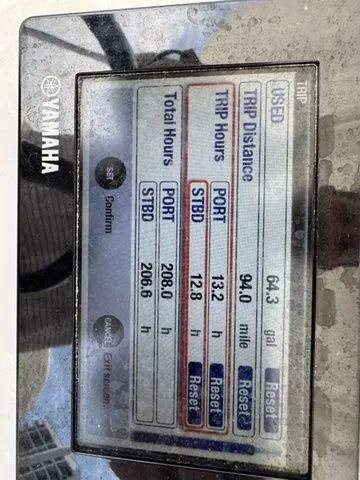 TRIP
USED 64.3 gal Reset
TRIP Distance 94.0 mile Reset
TRIP Hours
PORT 13.2 h Reset
STBD 12.8 h Reset
Total Hours
PORT 208.0 h
STBD 206.6 h
SET Confirm CANCEL Exit screen
YAMAHA